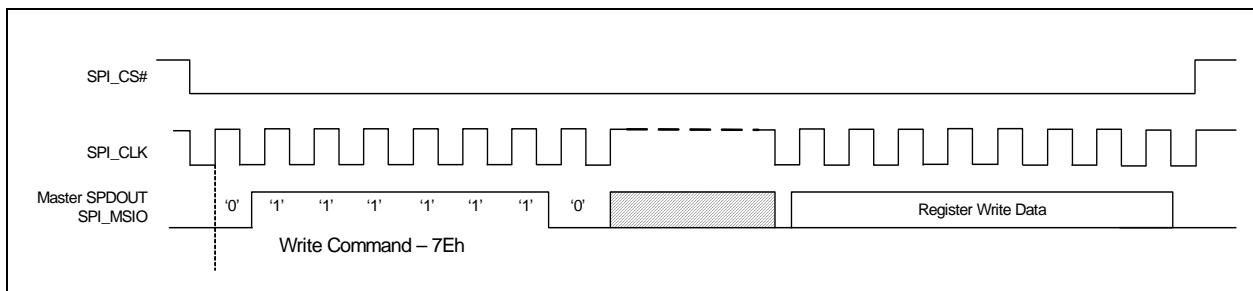 SPI_CS#
SPI_CLK
Master SPDOUT
SPI_MSIO
‘0’ ‘1’ ‘1’ ‘1’ ‘1’ ‘1’ ‘1’ ‘0’
Register Write Data
Write Command – 7Eh